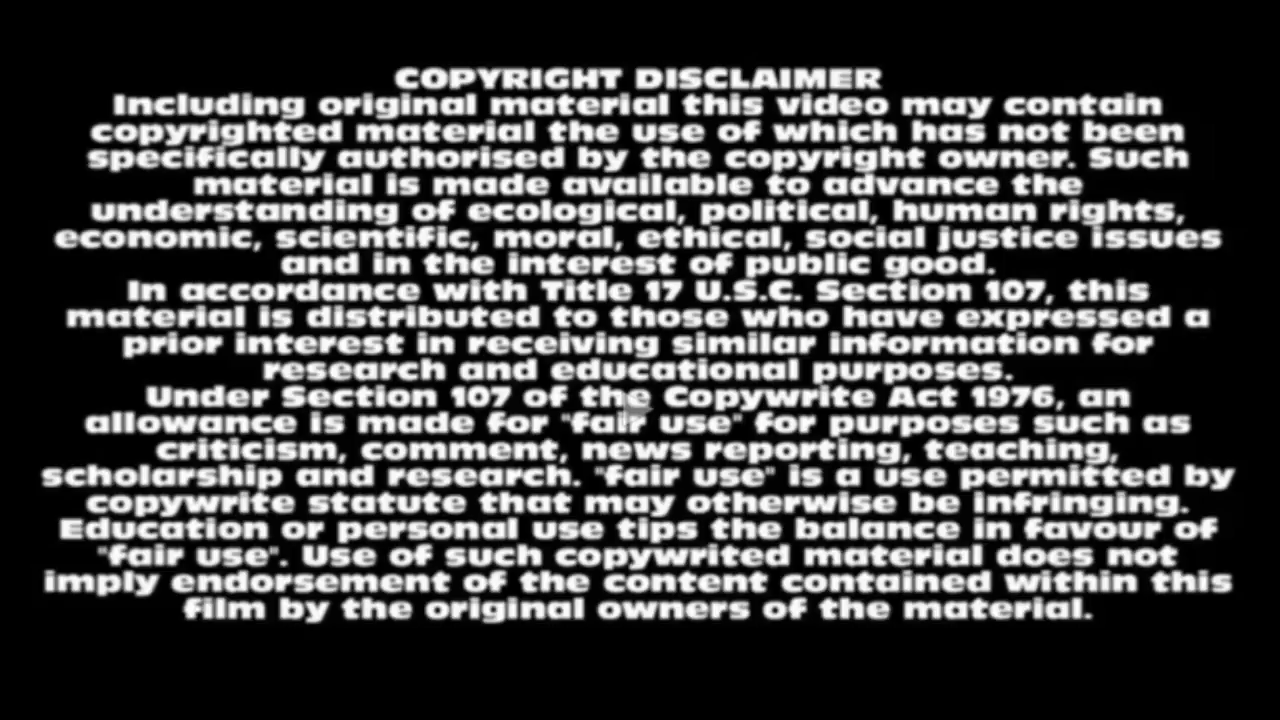 COPYRIGHT DISCLAIMER
Including original material this video may contain
copyrighted material the use of which has not been
specifically authorised by the copyright owner. Such
material is made available to advance the
understanding of ecological, political, human rights,
economic, scientific, moral, ethical, social justice issues
and in the interest of public good.
In accordance with Title 17 U.S.C. Section 107, this
material is distributed to those who have expressed a
prior interest in receiving similar information for
research and educational purposes.
Under Section 107 of the Copywrite Act 1976, an
allowance is made for "fair use" for purposes such as
criticism, comment, news reporting, teaching,
scholarship and research. "fair use" is a use permitted by
copywrite statute that may otherwise be infringing.
Education or personal use tips the balance in favour of
"fair use". Use of such copywrited material does not
imply endorsement of the content contained within this
film by the original owners of the material.